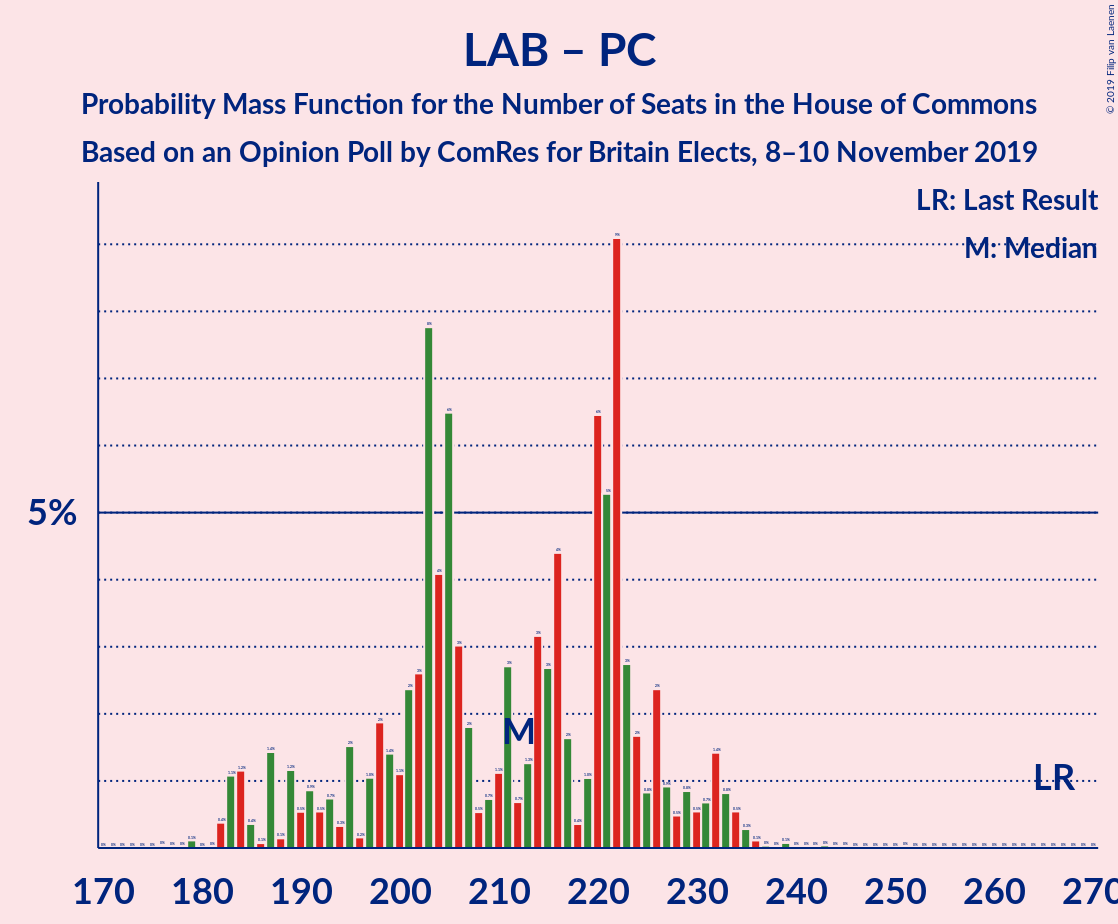 LAB – PC
Probability Mass Function for the Number of Seats in the House of Commons
Based on an Opinion Poll by ComRes for Britain Elects, 8–10 November 2019
© 2019 Filip van Laenen
LR: Last Result
M: Median
5%
M
LR
170 180 190 200 210 220 230 240 250 260 270